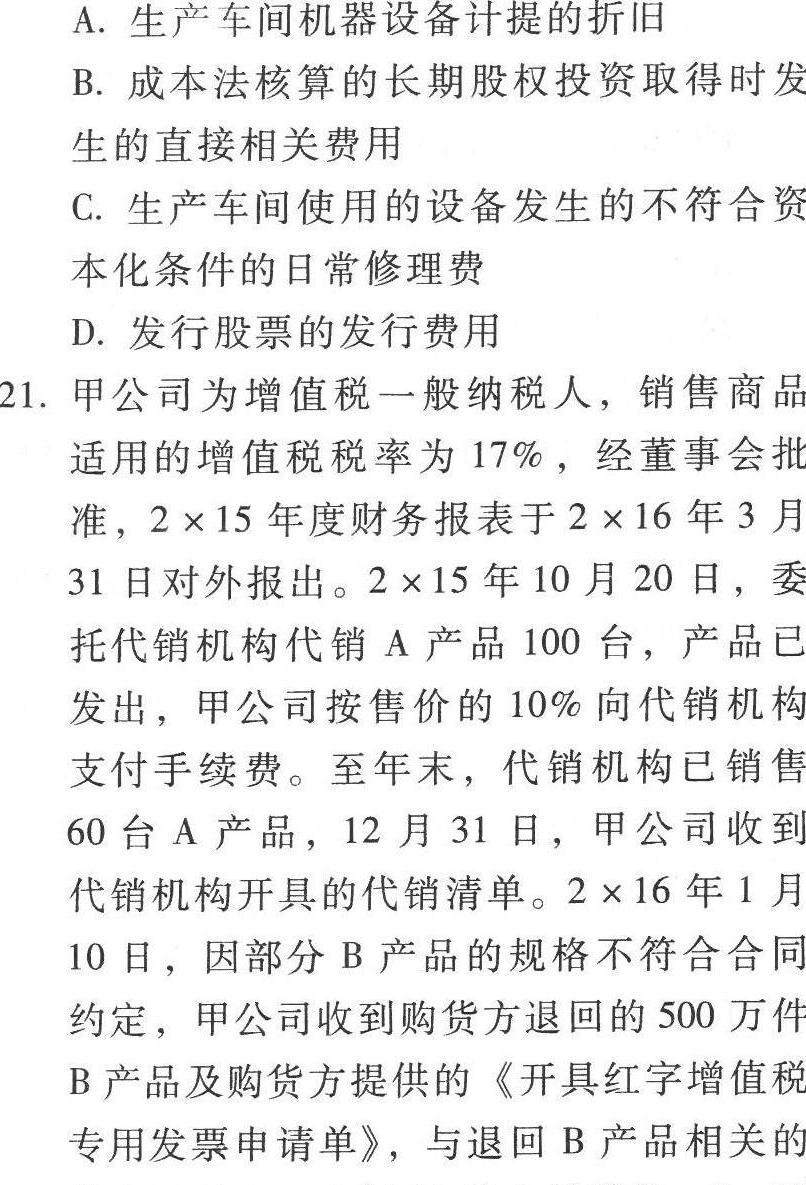 A. 生产车间机器设备计提的折旧
B. 成本法核算的长期股权投资取得时发
生的直接相关费用
C. 生产车间使用的设备发生的不符合资
本化条件的日常修理费
D. 发行股票的发行费用
21. 甲公司为增值税一般纳税人，销售商品
适用的增值税税率为 17%，经董事会批
准，2×15 年度财务报表于 2×16 年 3 月
31 日对外报出。2×15 年 10 月 20 日，委
托代销机构代销 A 产品 100 台，产品已
发出，甲公司按售价的 10% 向代销机构
支付手续费。至年末，代销机构已销售
60 台 A 产品，12 月 31 日，甲公司收到
代销机构开具的代销清单。2×16 年 1 月
10 日，因部分 B 产品的规格不符合合同
约定，甲公司收到购货方退回的 500 万件
B 产品及购货方提供的《开具红字增值税
专用发票申请单》，与退回 B 产品相关的